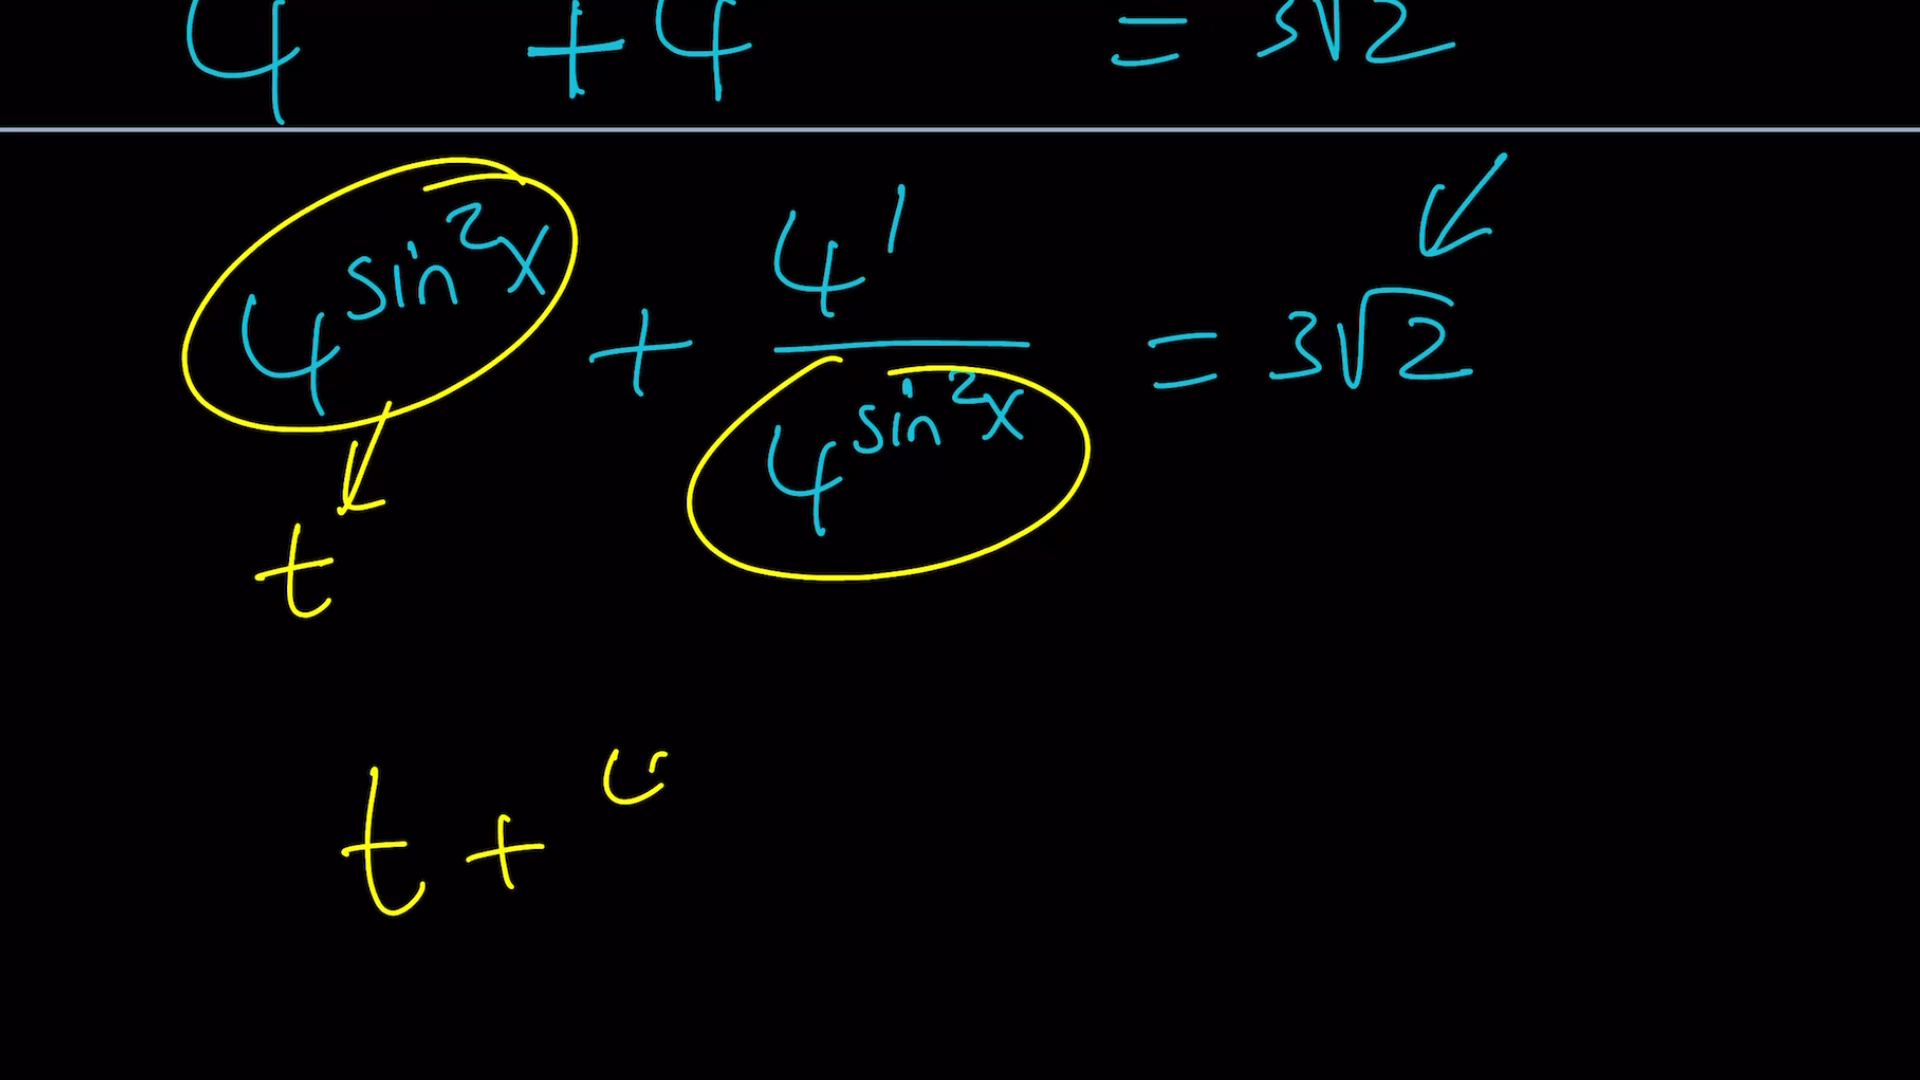 4 + 4 = 3√2
4^sin²x + 4^1 / 4^sin²x = 3√2
t
t +